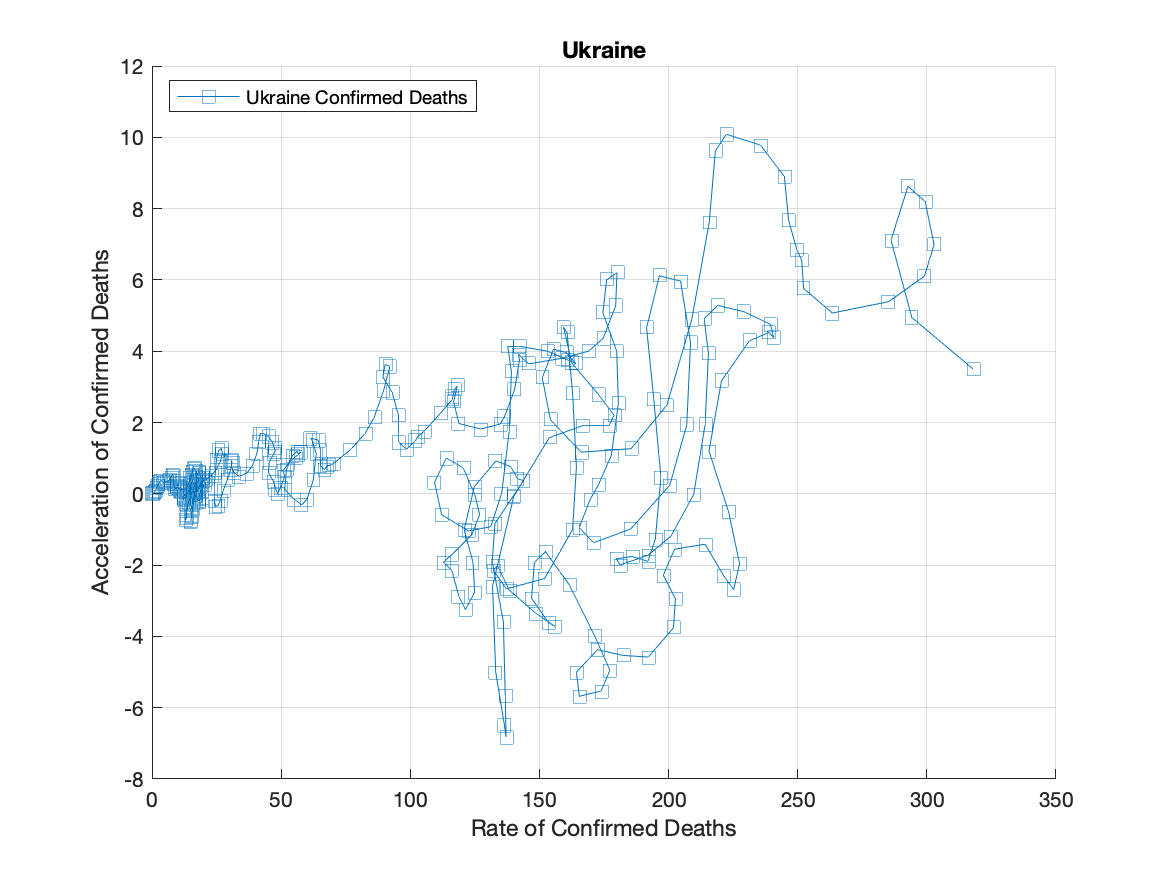 Ukraine
12
Ukraine Confirmed Deaths
10
8
6
4
2
0
-2
-4
-6
-8
Acceleration of Confirmed Deaths
0 50 100 150 200 250 300 350
Rate of Confirmed Deaths